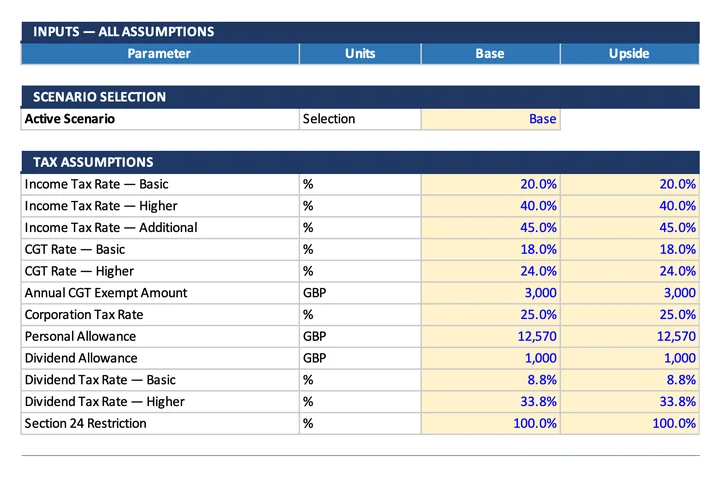 INPUTS — ALL ASSUMPTIONS
Parameter Units Base Upside
SCENARIO SELECTION
Active Scenario Selection Base
TAX ASSUMPTIONS
Income Tax Rate — Basic % 20.0% 20.0%
Income Tax Rate — Higher % 40.0% 40.0%
Income Tax Rate — Additional % 45.0% 45.0%
CGT Rate — Basic % 18.0% 18.0%
CGT Rate — Higher % 24.0% 24.0%
Annual CGT Exempt Amount GBP 3,000 3,000
Corporation Tax Rate % 25.0% 25.0%
Personal Allowance GBP 12,570 12,570
Dividend Allowance GBP 1,000 1,000
Dividend Tax Rate — Basic % 8.8% 8.8%
Dividend Tax Rate — Higher % 33.8% 33.8%
Section 24 Restriction % 100.0% 100.0%